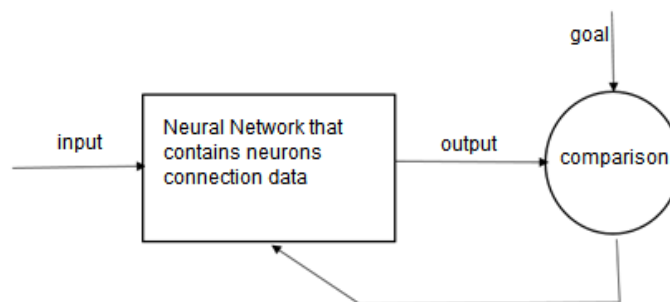 goal
input
Neural Network that
contains neurons
connection data
output
comparison